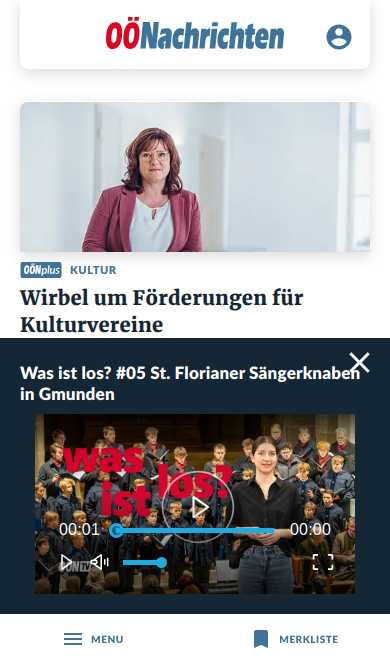 OÖNachrichten
OÖNplus KULTUR
Wirbel um Förderungen für
Kulturvereine
Was ist los? #05 St. Florianer Sängerknaben
in Gmunden
was
ist los?
00:01
00:00
MENU
MERKLISTE